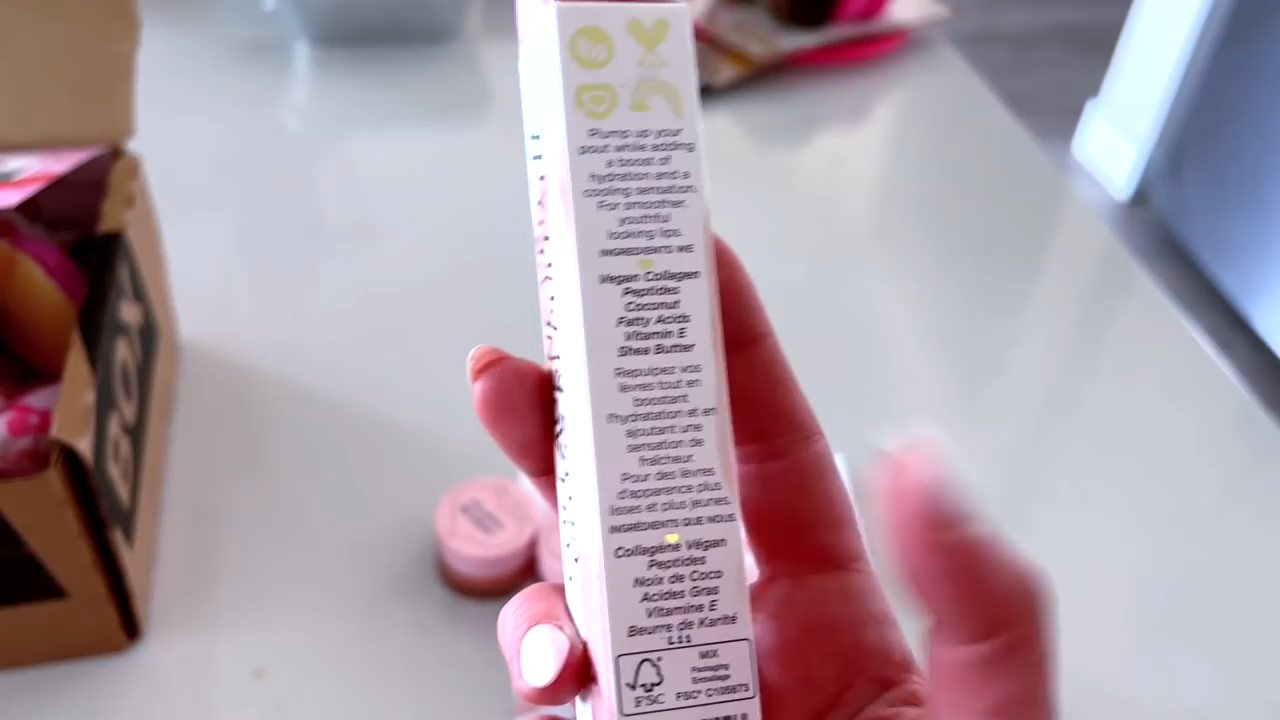 BOX
Plump up your
pout while adding
a boost of
hydration and a
cooling sensation.
For smoother,
youthful
looking lips.
INGREDIENTS WE
Vegan Collagen
Peptides
Coconut
Fatty Acids
Vitamin E
Shea Butter
Repulpez vos
lèvres tout en
boostant
l'hydratation et en
ajoutant une
sensation de
fraîcheur.
Pour des lèvres
d'apparence plus
lisses et plus jeunes.
INGRÉDIENTS QUE NOUS
Collagène Végan
Peptides
Noix de Coco
Acides Gras
Vitamine E
Beurre de Karité
L11
MIX
Packaging
Emballage
FSC